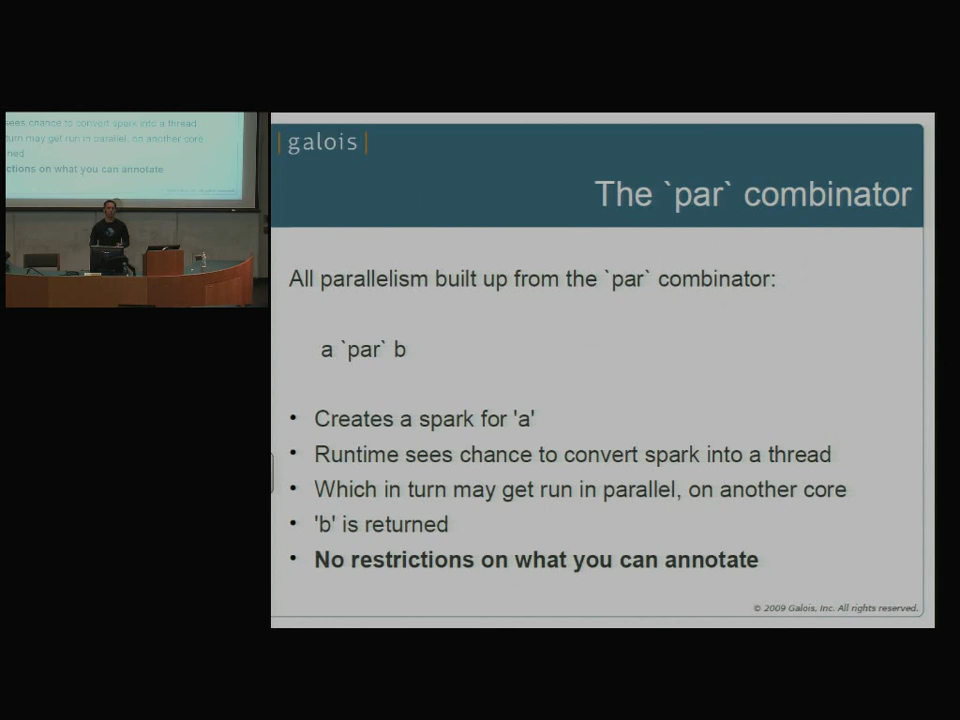 sees chance to convert spark into a thread
turn may get run in parallel, on another core
ned
ctions on what you can annotate
galois
The `par` combinator
All parallelism built up from the `par` combinator:
a `par` b
• Creates a spark for 'a'
• Runtime sees chance to convert spark into a thread
• Which in turn may get run in parallel, on another core
• 'b' is returned
• No restrictions on what you can annotate
© 2009 Galois, Inc. All rights reserved.